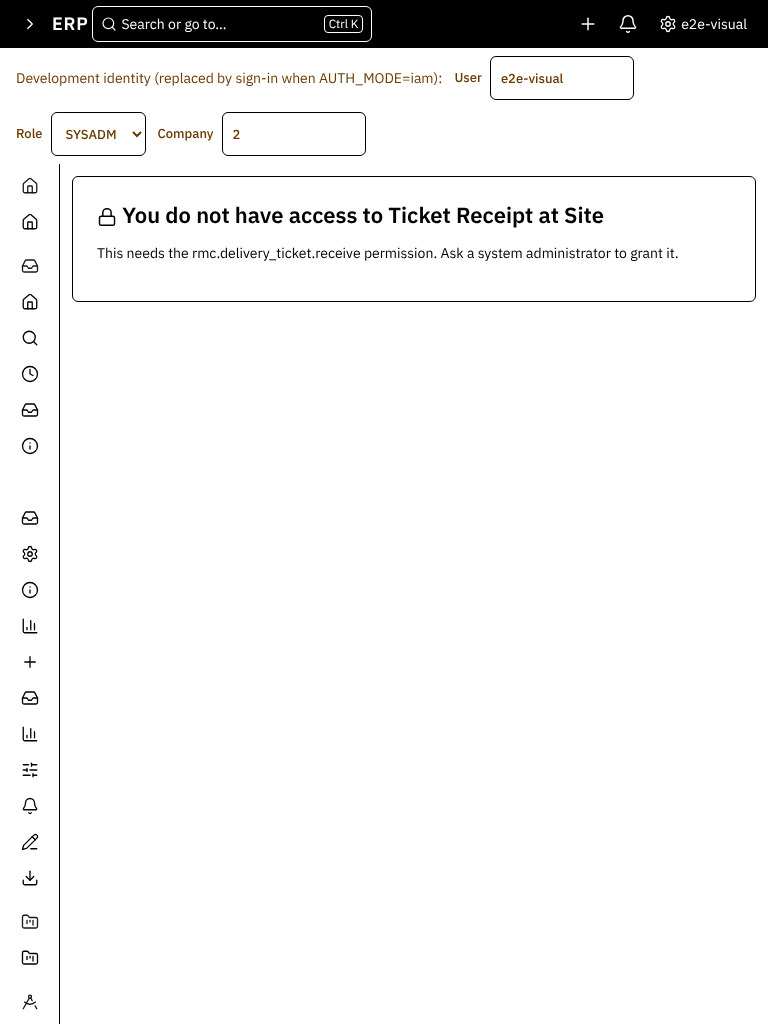 ERP Search or go to... Ctrl K e2e-visual
Development identity (replaced by sign-in when AUTH_MODE=iam): User e2e-visual
Role SYSADM Company 2
You do not have access to Ticket Receipt at Site
This needs the rmc.delivery_ticket.receive permission. Ask a system administrator to grant it.